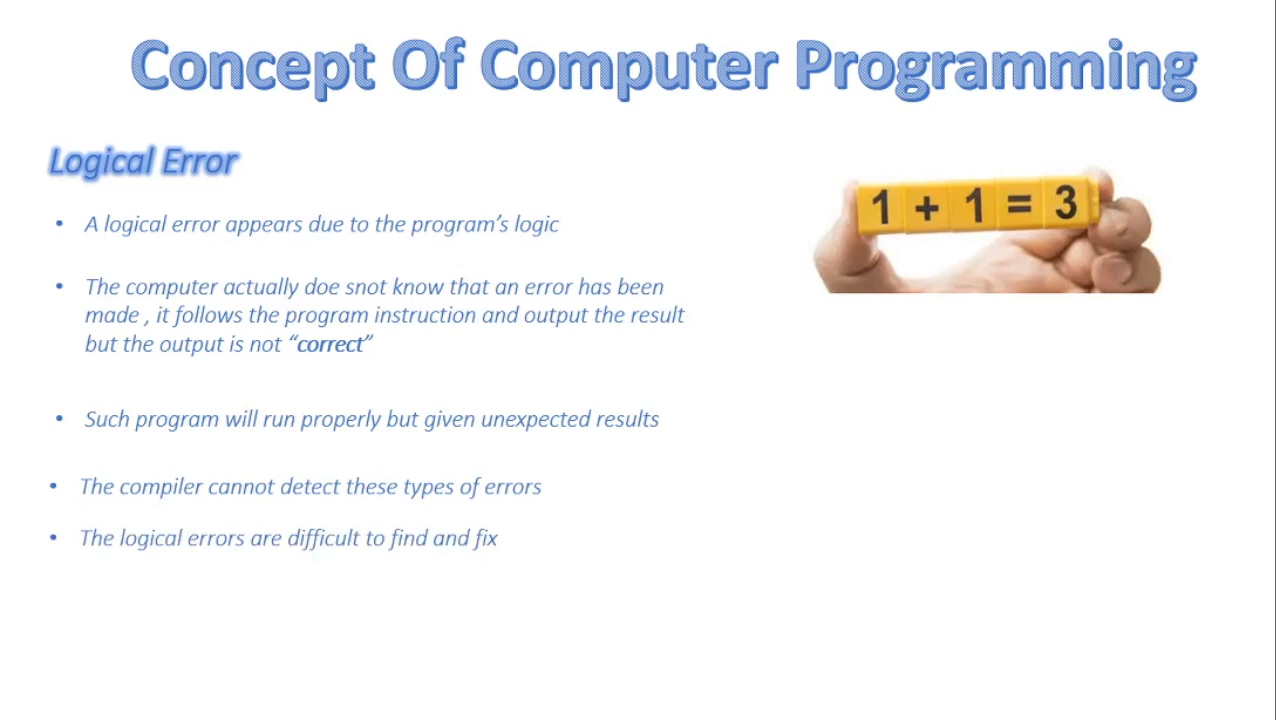 Concept Of Computer Programming
Logical Error
• A logical error appears due to the program’s logic
1 + 1 = 3
• The computer actually doe snot know that an error has been
made , it follows the program instruction and output the result
but the output is not “correct”
• Such program will run properly but given unexpected results
• The compiler cannot detect these types of errors
• The logical errors are difficult to find and fix